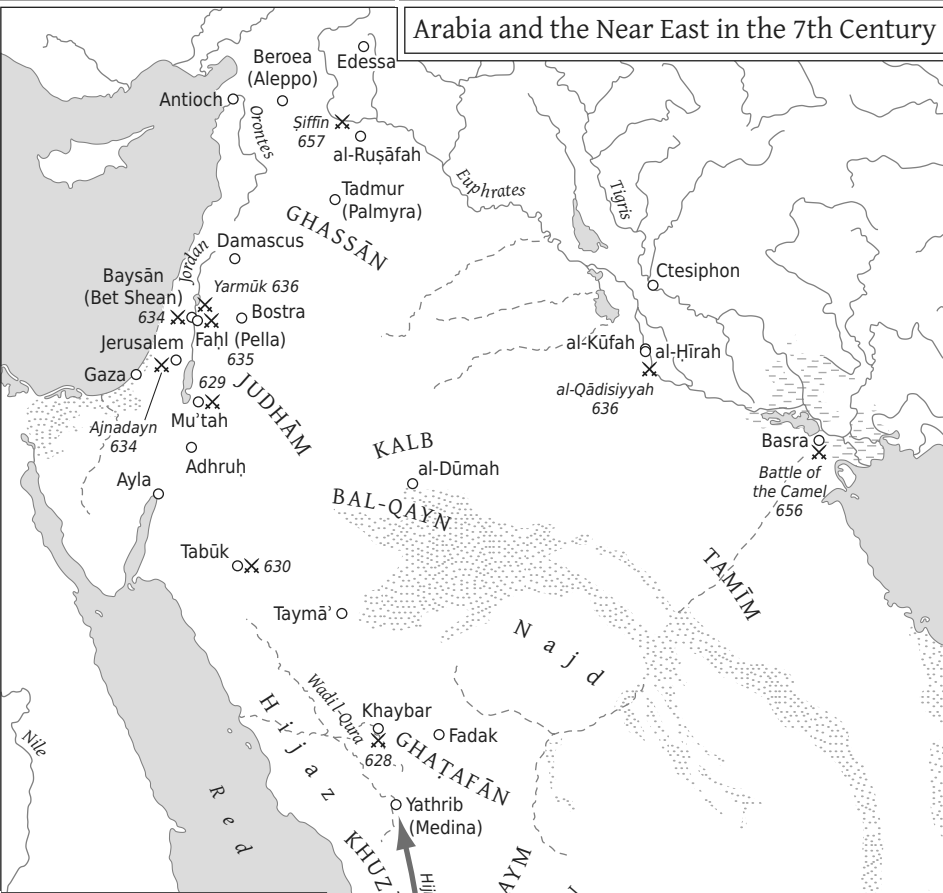 Arabia and the Near East in the 7th Century
Beroea
(Aleppo)
Edessa
Antioch
Orontes
Ṣiffīn
657
al-Ruṣāfah
Euphrates
Tigris
Tadmur
(Palmyra)
GHASSĀN
Damascus
Jordan
Baysān
(Bet Shean)
634
Yarmūk 636
Bostra
Ctesiphon
Faḥl (Pella)
635
Jerusalem
al-Kūfah
al-Ḥīrah
Gaza
629
JUDHĀM
al-Qādisiyyah
636
Muʾtah
Ajnadayn
634
KALB
Basra
Adhruḥ
al-Dūmah
Battle of
the Camel
656
Ayla
BAL-QAYN
Tabūk
630
TAMĪM
Taymāʾ
Najd
Wadi'l-Qura
Khaybar
628
Fadak
Hijaz
GHAṬAFĀN
Nile
Red
Yathrib
(Medina)
KHUZ
AYM
Hij